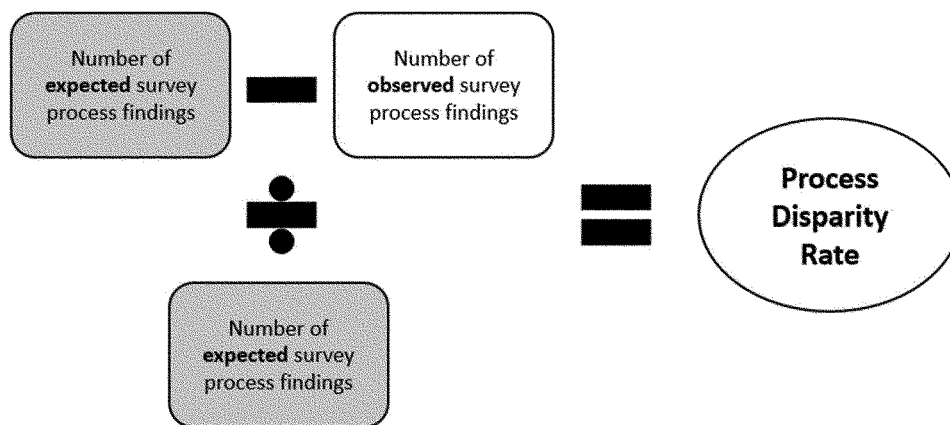 Number of
expected survey
process findings
Number of
observed survey
process findings
Process
Disparity
Rate
Number of
expected survey
process findings